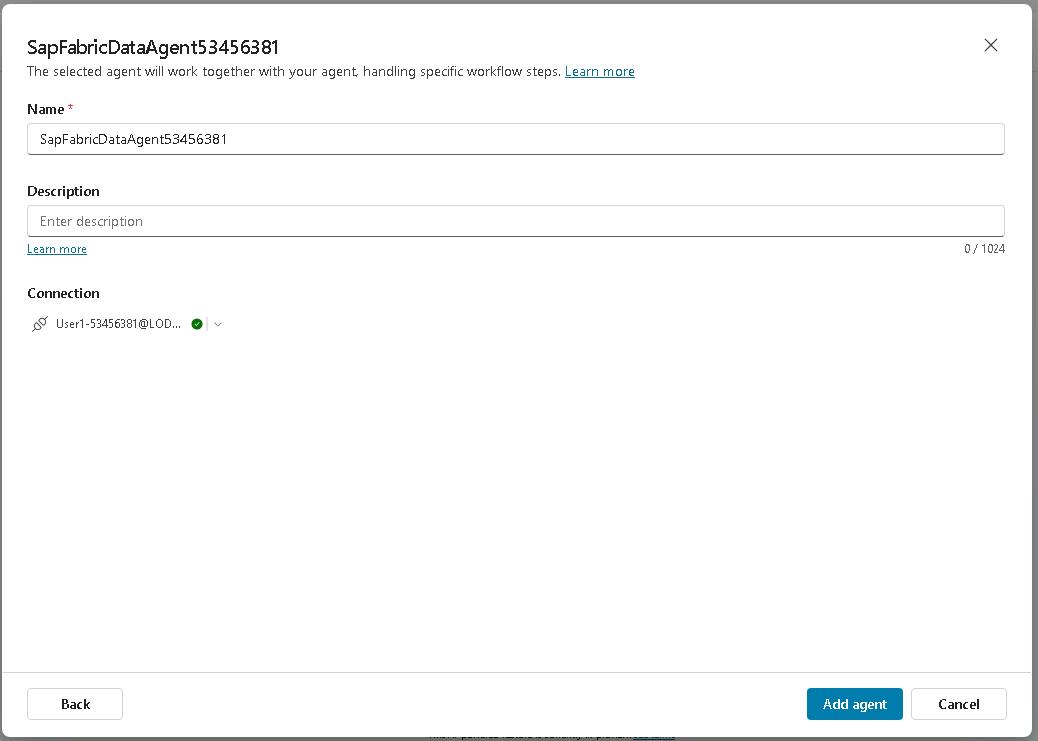 SapFabricDataAgent53456381
The selected agent will work together with your agent, handling specific workflow steps. Learn more
Name *
SapFabricDataAgent53456381
Description
Enter description
Learn more
0 / 1024
Connection
User1-53456381@LOD...
Back
Add agent
Cancel